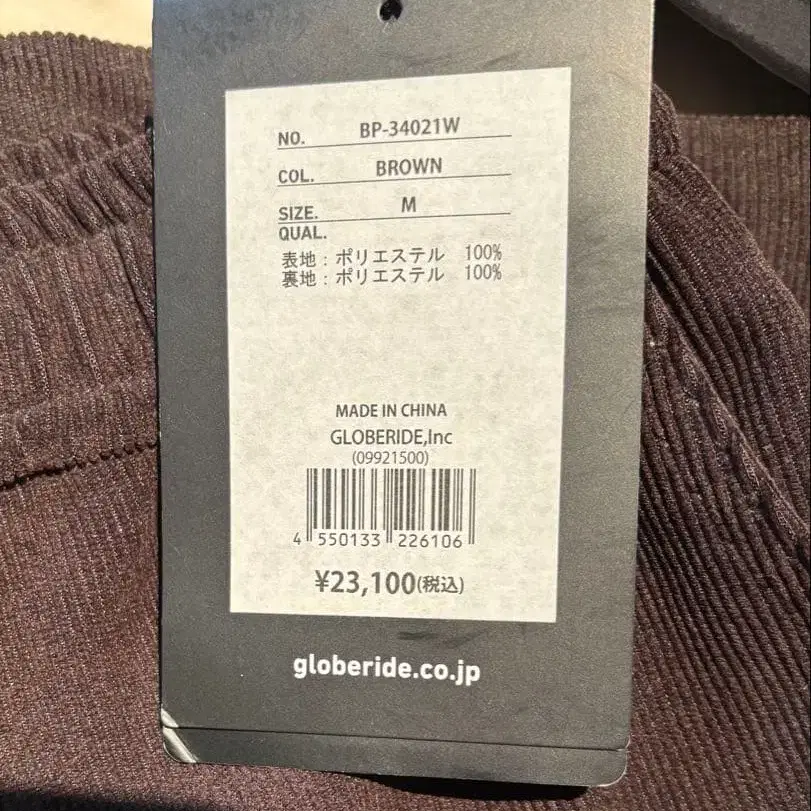 NO. BP-34021W
COL. BROWN
SIZE. M
QUAL.
表地：ポリエステル 100%
裏地：ポリエステル 100%
MADE IN CHINA
GLOBERIDE,Inc
(09921500)
4 550133 226106
¥23,100(税込)
globeride.co.jp